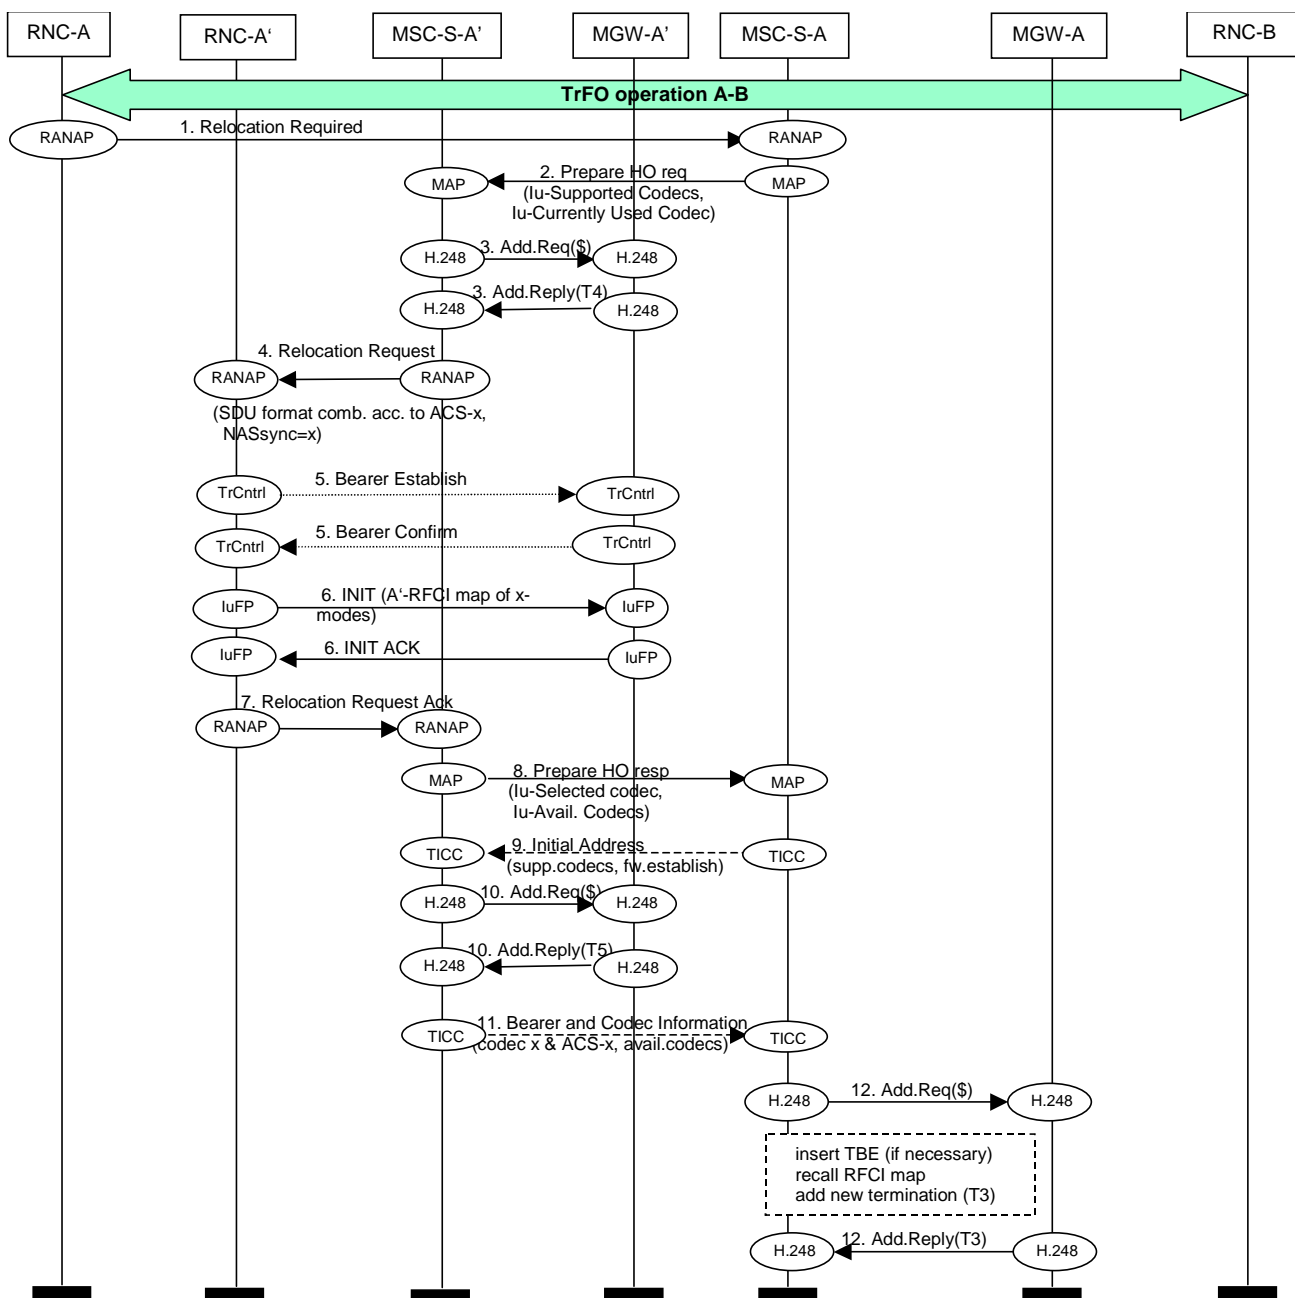 RNC-A
RNC-A‘
MSC-S-A’
MGW-A’
MSC-S-A
MGW-A
RNC-B
TrFO operation A-B
RANAP
1. Relocation Required
RANAP
MAP
2. Prepare HO req
(Iu-Supported Codecs,
Iu-Currently Used Codec)
MAP
H.248
3. Add.Req($)
H.248
H.248
3. Add.Reply(T4)
H.248
4. Relocation Request
RANAP
RANAP
(SDU format comb. acc. to ACS-x,
NASsync=x)
TrCntrl
5. Bearer Establish
TrCntrl
TrCntrl
5. Bearer Confirm
TrCntrl
IuFP
6. INIT (A‘-RFCI map of x-
modes)
IuFP
IuFP
6. INIT ACK
IuFP
7. Relocation Request Ack
RANAP
RANAP
MAP
8. Prepare HO resp
(Iu-Selected codec,
Iu-Avail. Codecs)
MAP
TICC
9. Initial Address
(supp.codecs, fw.establish)
TICC
H.248
10. Add.Req($)
H.248
H.248
10. Add.Reply(T5)
H.248
TICC
11. Bearer and Codec Information
(codec x & ACS-x, avail.codecs)
TICC
H.248
12. Add.Req($)
H.248
insert TBE (if necessary)
recall RFCI map
add new termination (T3)
H.248
12. Add.Reply(T3)
H.248